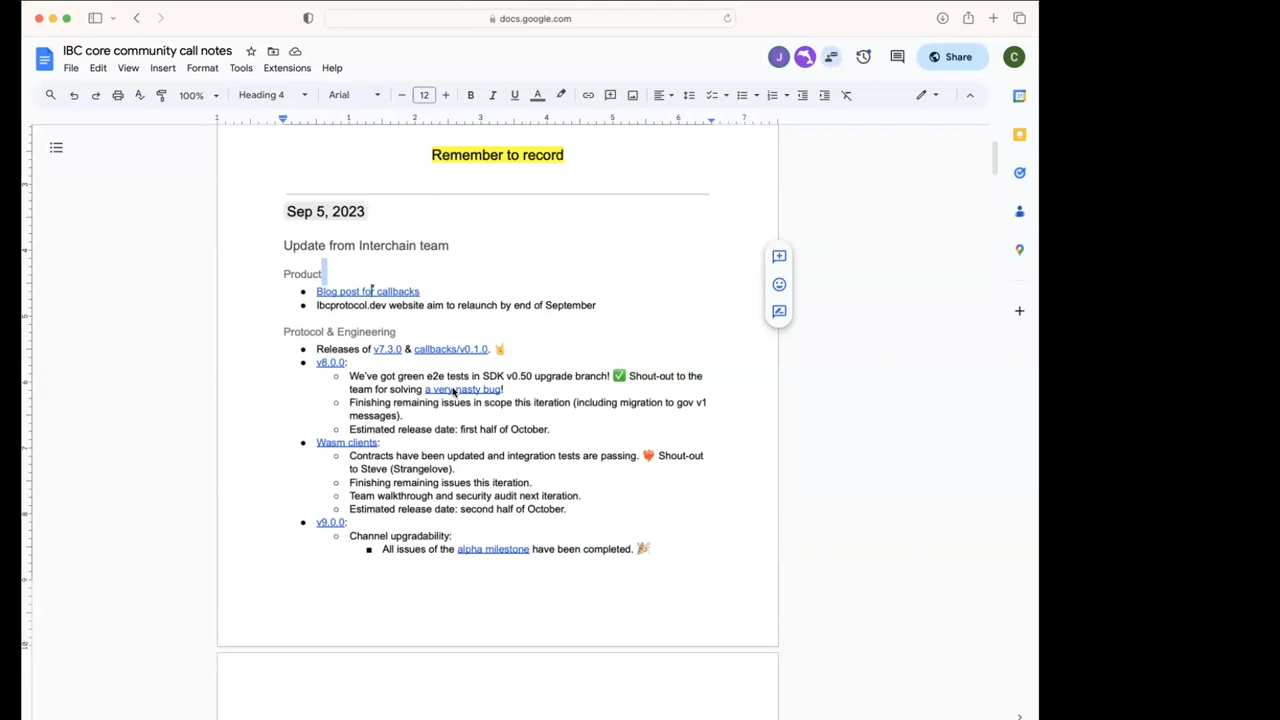 docs.google.com
IBC core community call notes
J
Share
C
File Edit View Insert Format Tools Extensions Help
100% Heading 4 Arial 12 B I U A
1 1 2 3 4 5 6 7
Remember to record
Sep 5, 2023
Update from Interchain team
Product
Blog post for callbacks
Ibcprotocol.dev website aim to relaunch by end of September
Protocol & Engineering
Releases of v7.3.0 & callbacks/v0.1.0. 🤘
v8.0.0:
We've got green e2e tests in SDK v0.50 upgrade branch! ✅ Shout-out to the
team for solving a very nasty bug!
Finishing remaining issues in scope this iteration (including migration to gov v1
messages).
Estimated release date: first half of October.
Wasm clients:
Contracts have been updated and integration tests are passing. ❤️‍🔥 Shout-out
to Steve (Strangelove).
Finishing remaining issues this iteration.
Team walkthrough and security audit next iteration.
Estimated release date: second half of October.
v9.0.0:
Channel upgradability:
All issues of the alpha milestone have been completed. 🎉